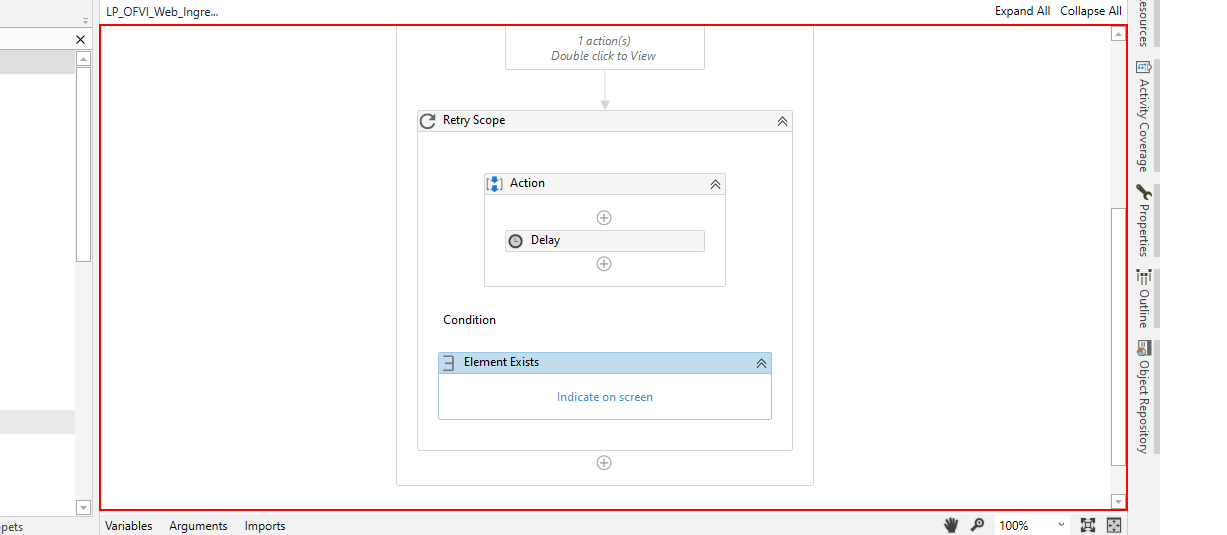 LP_OFVI_Web_Ingre...
Expand All Collapse All
1 action(s)
Double click to View
Retry Scope
Action
Delay
Condition
Element Exists
Indicate on screen
Variables Arguments Imports
100%
ppets
esources
Activity Coverage
Properties
Outline
Object Repository